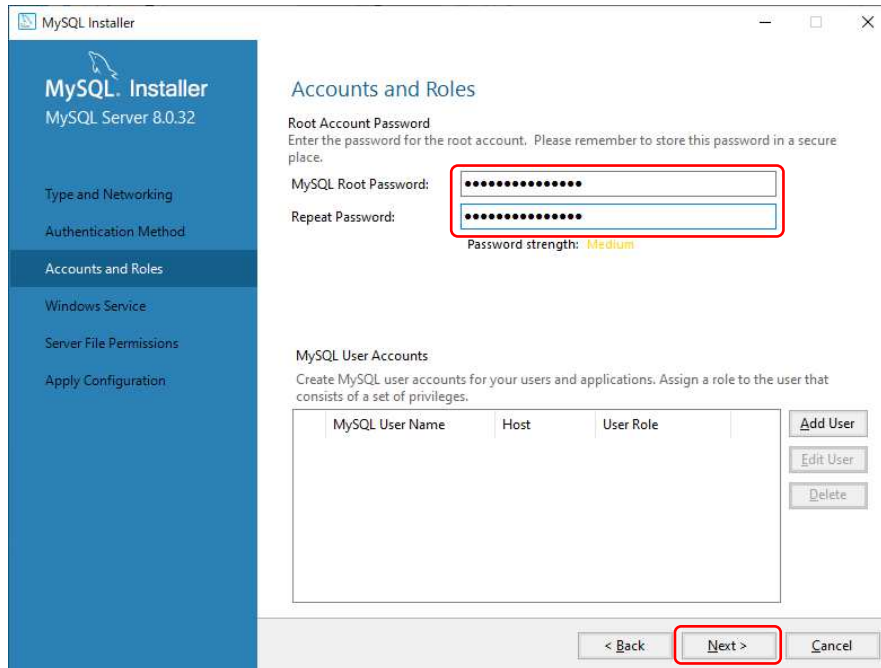 MySQL Installer
MySQL. Installer
MySQL Server 8.0.32
Type and Networking
Authentication Method
Accounts and Roles
Windows Service
Server File Permissions
Apply Configuration
Accounts and Roles
Root Account Password
Enter the password for the root account. Please remember to store this password in a secure
place.
MySQL Root Password: ●●●●●●●●●●●●●●●
Repeat Password: ●●●●●●●●●●●●●●●
Password strength: Medium
MySQL User Accounts
Create MySQL user accounts for your users and applications. Assign a role to the user that
consists of a set of privileges.
MySQL User Name Host User Role
Add User
Edit User
Delete
< Back Next > Cancel